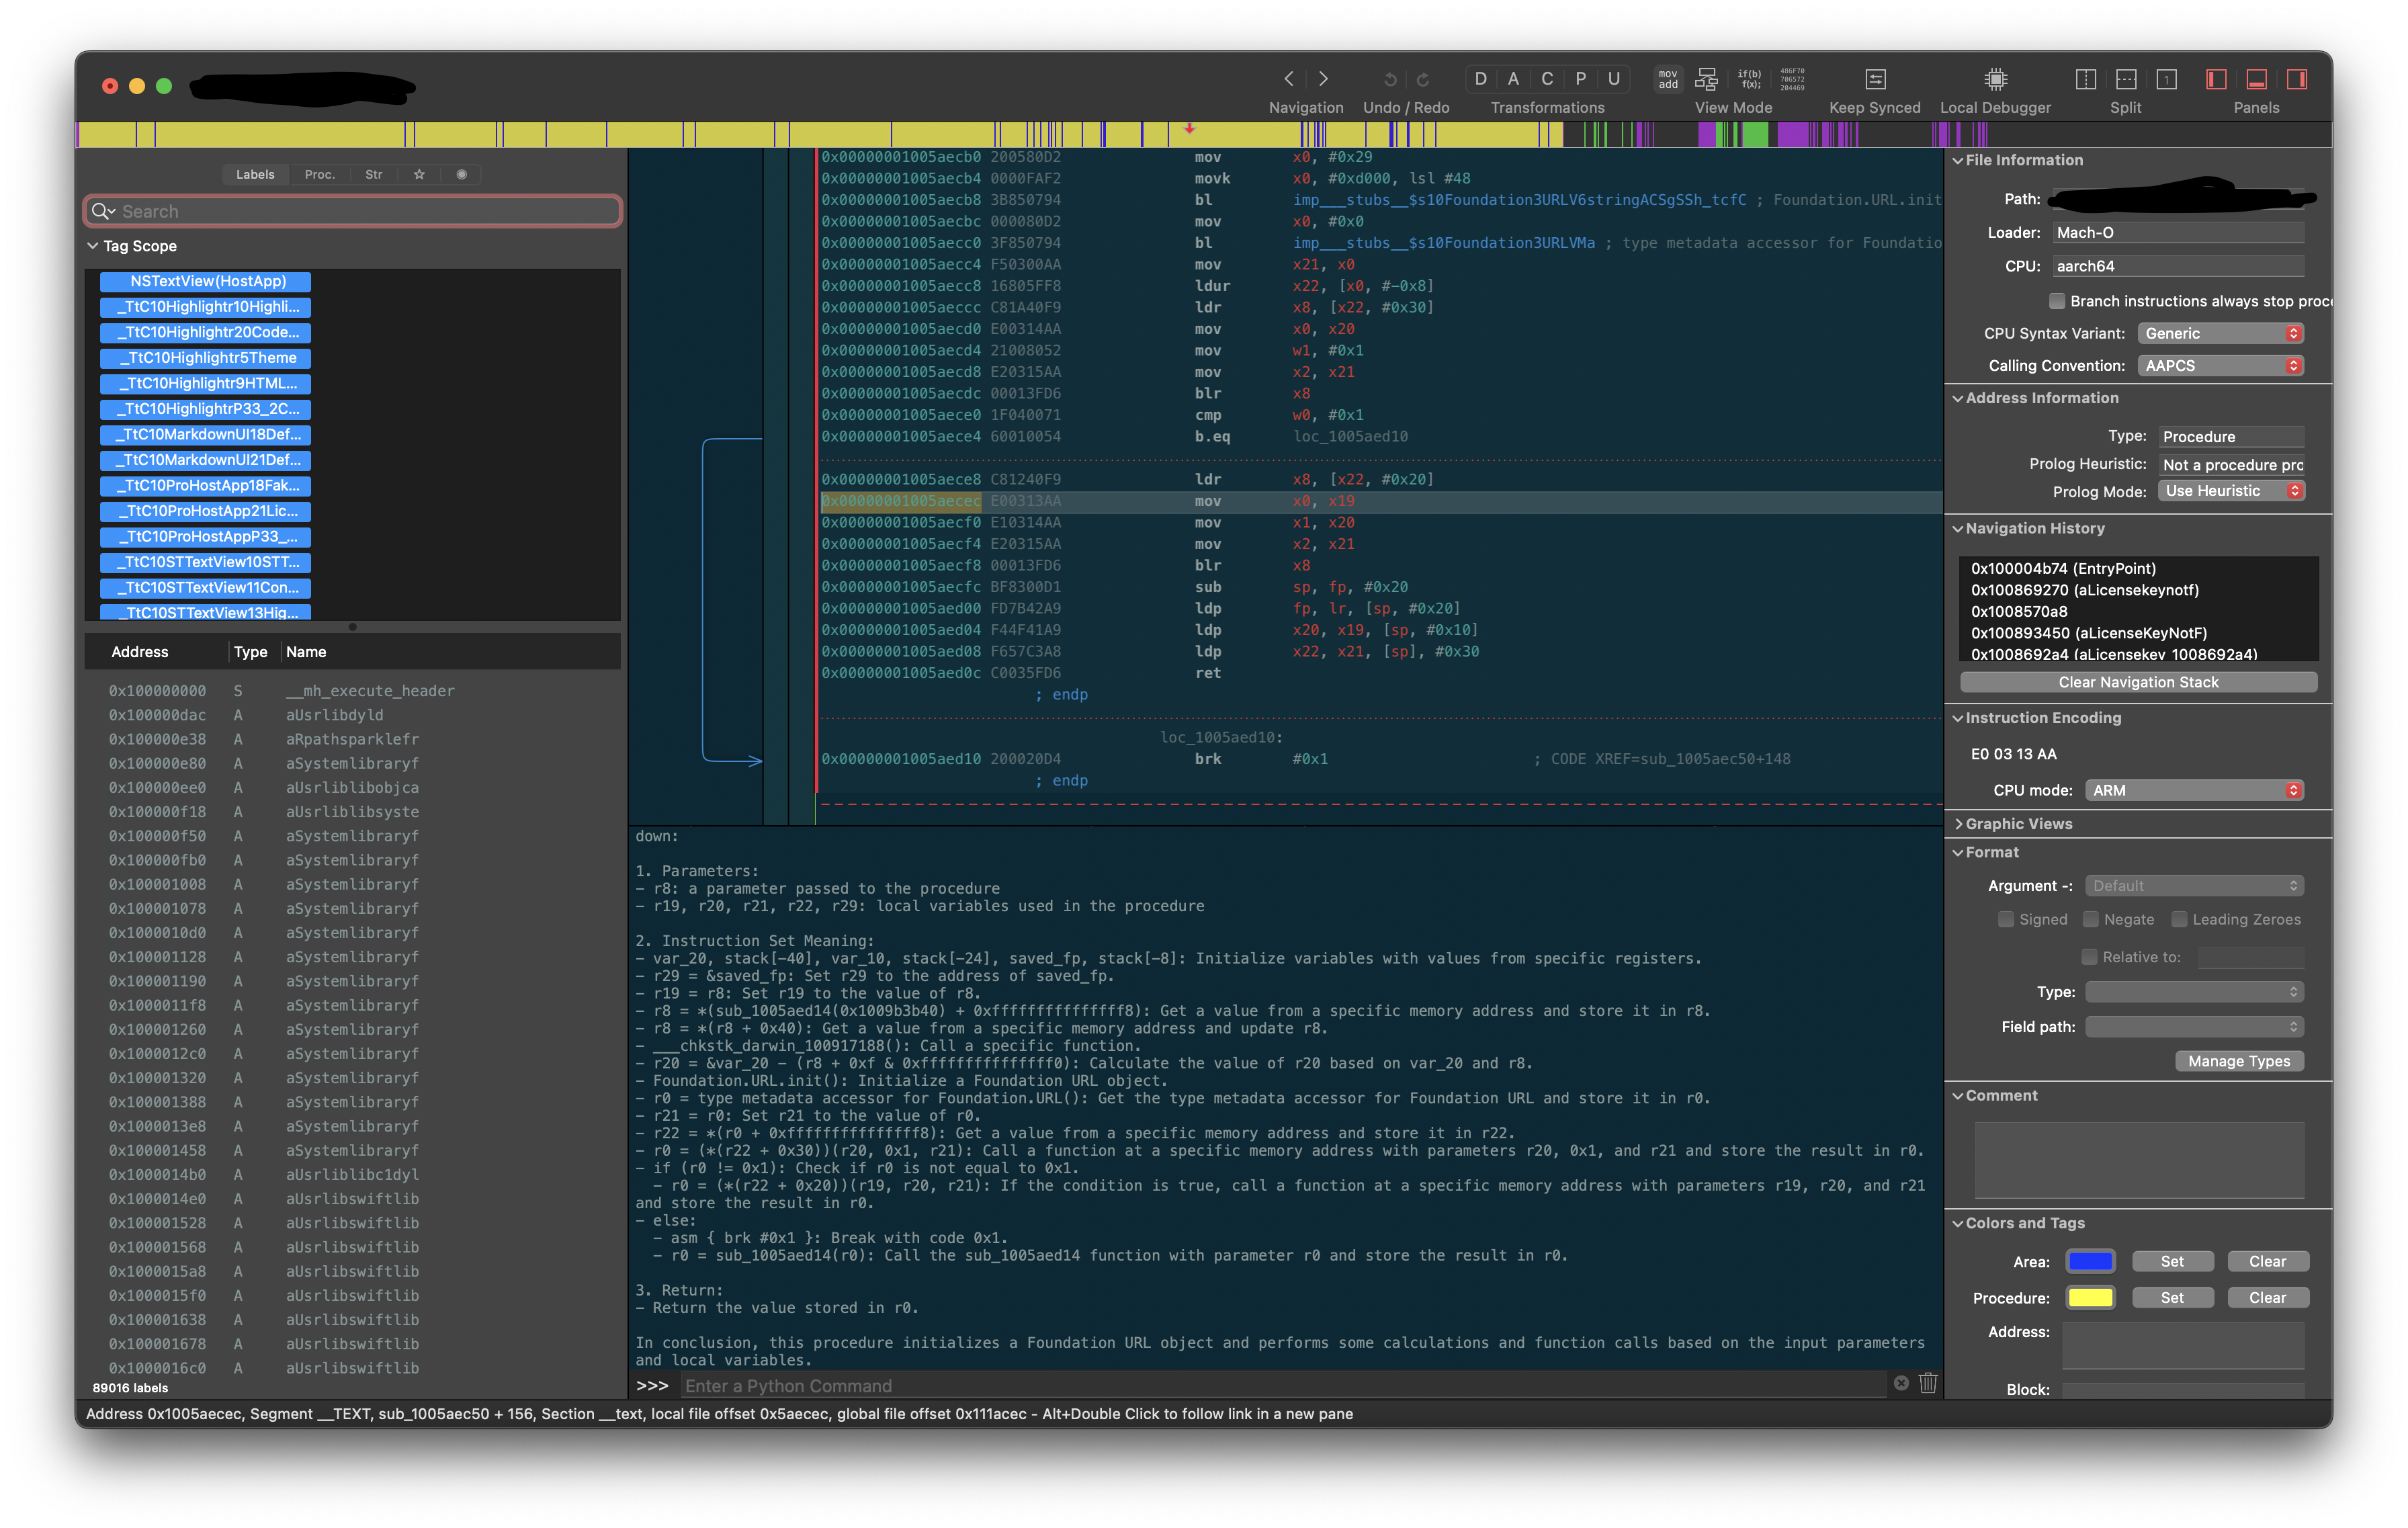 D A C P U
mov
add
if(b)
f(x);
486F70
706572
204469
1
Navigation Undo / Redo Transformations View Mode Keep Synced Local Debugger Split Panels
Labels Proc. Str
Search
Tag Scope
NSTextView(HostApp)
_TtC10Highlightr10Highli...
_TtC10Highlightr20Code...
_TtC10Highlightr5Theme
_TtC10Highlightr9HTML...
_TtC10HighlightrP33_2C...
_TtC10MarkdownUI18Def...
_TtC10MarkdownUI21Def...
_TtC10ProHostApp18Fak...
_TtC10ProHostApp21Lic...
_TtC10ProHostAppP33_...
_TtC10STTextView10STT...
_TtC10STTextView11Con...
_TtC10STTextView13Hig...
Address Type Name
0x100000000 S __mh_execute_header
0x100000dac A aUsrlibdyld
0x100000e38 A aRpathsparklefr
0x100000e80 A aSystemlibraryf
0x100000ee0 A aUsrliblibobjca
0x100000f18 A aUsrliblibsyste
0x100000f50 A aSystemlibraryf
0x100000fb0 A aSystemlibraryf
0x100001008 A aSystemlibraryf
0x100001078 A aSystemlibraryf
0x1000010d0 A aSystemlibraryf
0x100001128 A aSystemlibraryf
0x100001190 A aSystemlibraryf
0x1000011f8 A aSystemlibraryf
0x100001260 A aSystemlibraryf
0x1000012c0 A aSystemlibraryf
0x100001320 A aSystemlibraryf
0x100001388 A aSystemlibraryf
0x1000013e8 A aSystemlibraryf
0x100001458 A aSystemlibraryf
0x1000014b0 A aUsrliblibc1dyl
0x1000014e0 A aUsrlibswiftlib
0x100001528 A aUsrlibswiftlib
0x100001568 A aUsrlibswiftlib
0x1000015a8 A aUsrlibswiftlib
0x1000015f0 A aUsrlibswiftlib
0x100001638 A aUsrlibswiftlib
0x100001678 A aUsrlibswiftlib
0x1000016c0 A aUsrlibswiftlib
89016 labels
0x00000001005aecb0 200580D2 mov x0, #0x29
0x00000001005aecb4 0000FAF2 movk x0, #0xd000, lsl #48
0x00000001005aecb8 3B850794 bl imp___stubs__$s10Foundation3URLV6stringACSgSSh_tcfC ; Foundation.URL.init
0x00000001005aecbc 000080D2 mov x0, #0x0
0x00000001005aecc0 3F850794 bl imp___stubs__$s10Foundation3URLVMa ; type metadata accessor for Foundatio
0x00000001005aecc4 F50300AA mov x21, x0
0x00000001005aecc8 16805FF8 ldur x22, [x0, #-0x8]
0x00000001005aeccc C81A40F9 ldr x8, [x22, #0x30]
0x00000001005aecd0 E00314AA mov x0, x20
0x00000001005aecd4 21008052 mov w1, #0x1
0x00000001005aecd8 E20315AA mov x2, x21
0x00000001005aecdc 00013FD6 blr x8
0x00000001005aece0 1F040071 cmp w0, #0x1
0x00000001005aece4 60010054 b.eq loc_1005aed10
0x00000001005aece8 C81240F9 ldr x8, [x22, #0x20]
0x00000001005aecec E00313AA mov x0, x19
0x00000001005aecf0 E10314AA mov x1, x20
0x00000001005aecf4 E20315AA mov x2, x21
0x00000001005aecf8 00013FD6 blr x8
0x00000001005aecfc BF8300D1 sub sp, fp, #0x20
0x00000001005aed00 FD7B42A9 ldp fp, lr, [sp, #0x20]
0x00000001005aed04 F44F41A9 ldp x20, x19, [sp, #0x10]
0x00000001005aed08 F657C3A8 ldp x22, x21, [sp], #0x30
0x00000001005aed0c C0035FD6 ret
; endp
loc_1005aed10:
0x00000001005aed10 200020D4 brk #0x1 ; CODE XREF=sub_1005aec50+148
; endp
down:
1. Parameters:
– r8: a parameter passed to the procedure
– r19, r20, r21, r22, r29: local variables used in the procedure
2. Instruction Set Meaning:
– var_20, stack[-40], var_10, stack[-24], saved_fp, stack[-8]: Initialize variables with values from specific registers.
– r29 = &saved_fp: Set r29 to the address of saved_fp.
– r19 = r8: Set r19 to the value of r8.
– r8 = *(sub_1005aed14(0x1009b3b40) + 0xfffffffffffffff8): Get a value from a specific memory address and store it in r8.
– r8 = *(r8 + 0x40): Get a value from a specific memory address and update r8.
– ___chkstk_darwin_100917188(): Call a specific function.
– r20 = &var_20 – (r8 + 0xf & 0xfffffffffffffff0): Calculate the value of r20 based on var_20 and r8.
– Foundation.URL.init(): Initialize a Foundation URL object.
– r0 = type metadata accessor for Foundation.URL(): Get the type metadata accessor for Foundation URL and store it in r0.
– r21 = r0: Set r21 to the value of r0.
– r22 = *(r0 + 0xfffffffffffffff8): Get a value from a specific memory address and store it in r22.
– r0 = (*(r22 + 0x30))(r20, 0x1, r21): Call a function at a specific memory address with parameters r20, 0x1, and r21 and store the result in r0.
– if (r0 != 0x1): Check if r0 is not equal to 0x1.
– r0 = (*(r22 + 0x20))(r19, r20, r21): If the condition is true, call a function at a specific memory address with parameters r19, r20, and r21
and store the result in r0.
– else:
– asm { brk #0x1 }: Break with code 0x1.
– r0 = sub_1005aed14(r0): Call the sub_1005aed14 function with parameter r0 and store the result in r0.
3. Return:
– Return the value stored in r0.
In conclusion, this procedure initializes a Foundation URL object and performs some calculations and function calls based on the input parameters
and local variables.
>>> Enter a Python Command
File Information
Path:
Loader: Mach-O
CPU: aarch64
Branch instructions always stop proc
CPU Syntax Variant: Generic
Calling Convention: AAPCS
Address Information
Type: Procedure
Prolog Heuristic: Not a procedure pro
Prolog Mode: Use Heuristic
Navigation History
0x100004b74 (EntryPoint)
0x100869270 (aLicensekeynotf)
0x1008570a8
0x100893450 (aLicenseKeyNotF)
0x1008692a4 (aLicensekey_1008692a4)
Clear Navigation Stack
Instruction Encoding
E0 03 13 AA
CPU mode: ARM
Graphic Views
Format
Argument -: Default
Signed Negate Leading Zeroes
Relative to:
Type:
Field path:
Manage Types
Comment
Colors and Tags
Area: Set Clear
Procedure: Set Clear
Address:
Block:
Address 0x1005aecec, Segment __TEXT, sub_1005aec50 + 156, Section __text, local file offset 0x5aecec, global file offset 0x111acec - Alt+Double Click to follow link in a new pane